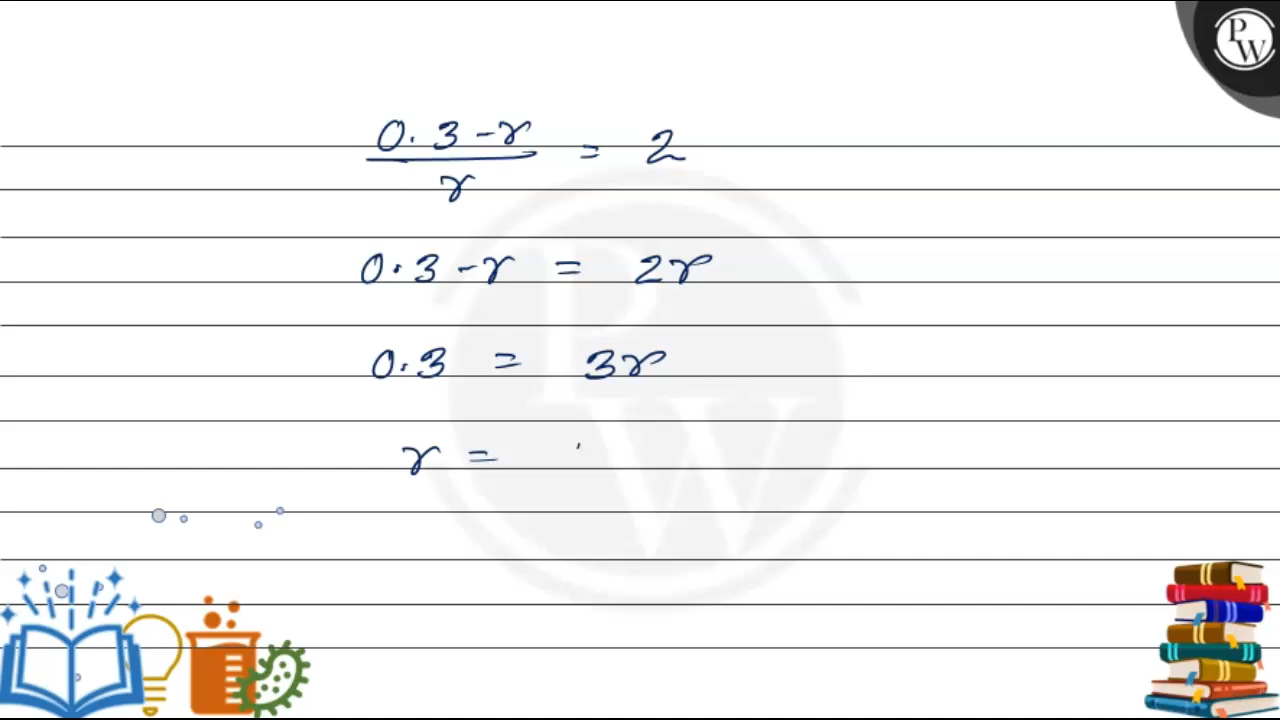 PW
0.3 - r / r = 2
0.3 - r = 2r
0.3 = 3r
r =